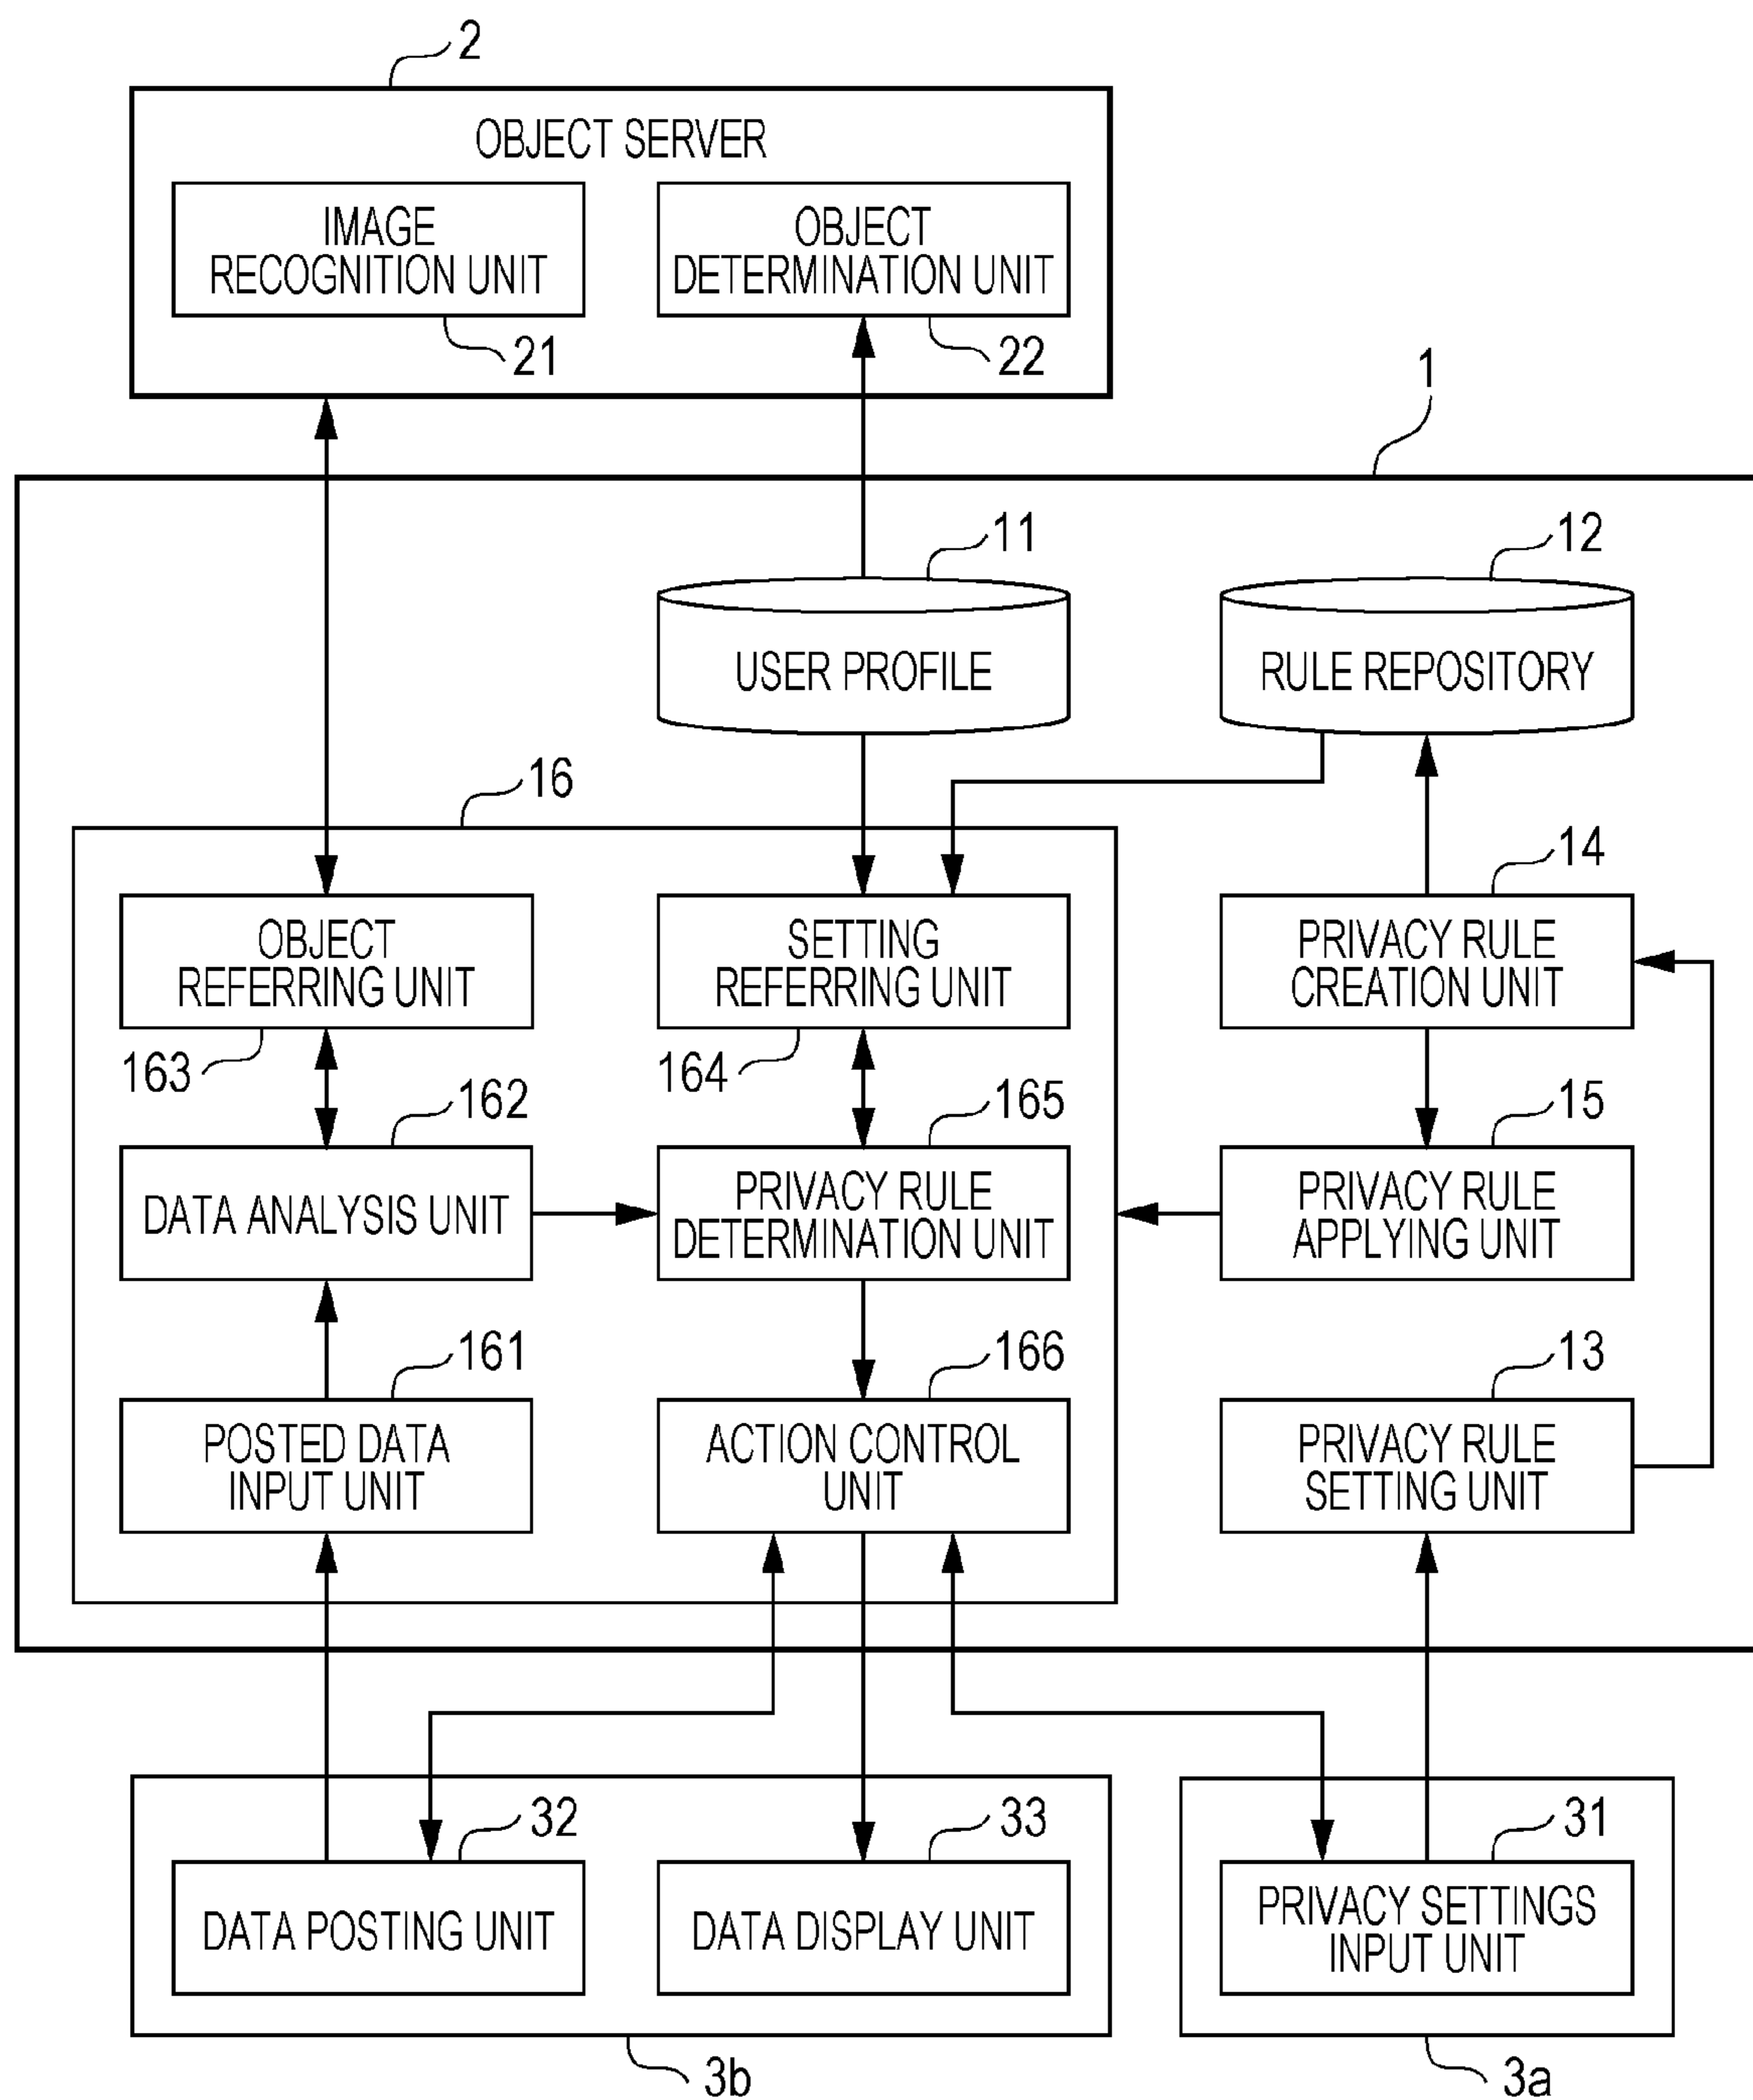 2
OBJECT SERVER
IMAGE
RECOGNITION UNIT
OBJECT
DETERMINATION UNIT
21
22
1
11
12
USER PROFILE
RULE REPOSITORY
16
14
OBJECT
REFERRING UNIT
SETTING
REFERRING UNIT
PRIVACY RULE
CREATION UNIT
163
164
162
165
15
DATA ANALYSIS UNIT
PRIVACY RULE
DETERMINATION UNIT
PRIVACY RULE
APPLYING UNIT
161
166
13
POSTED DATA
INPUT UNIT
ACTION CONTROL
UNIT
PRIVACY RULE
SETTING UNIT
32
33
31
DATA POSTING UNIT
DATA DISPLAY UNIT
PRIVACY SETTINGS
INPUT UNIT
3b
3a